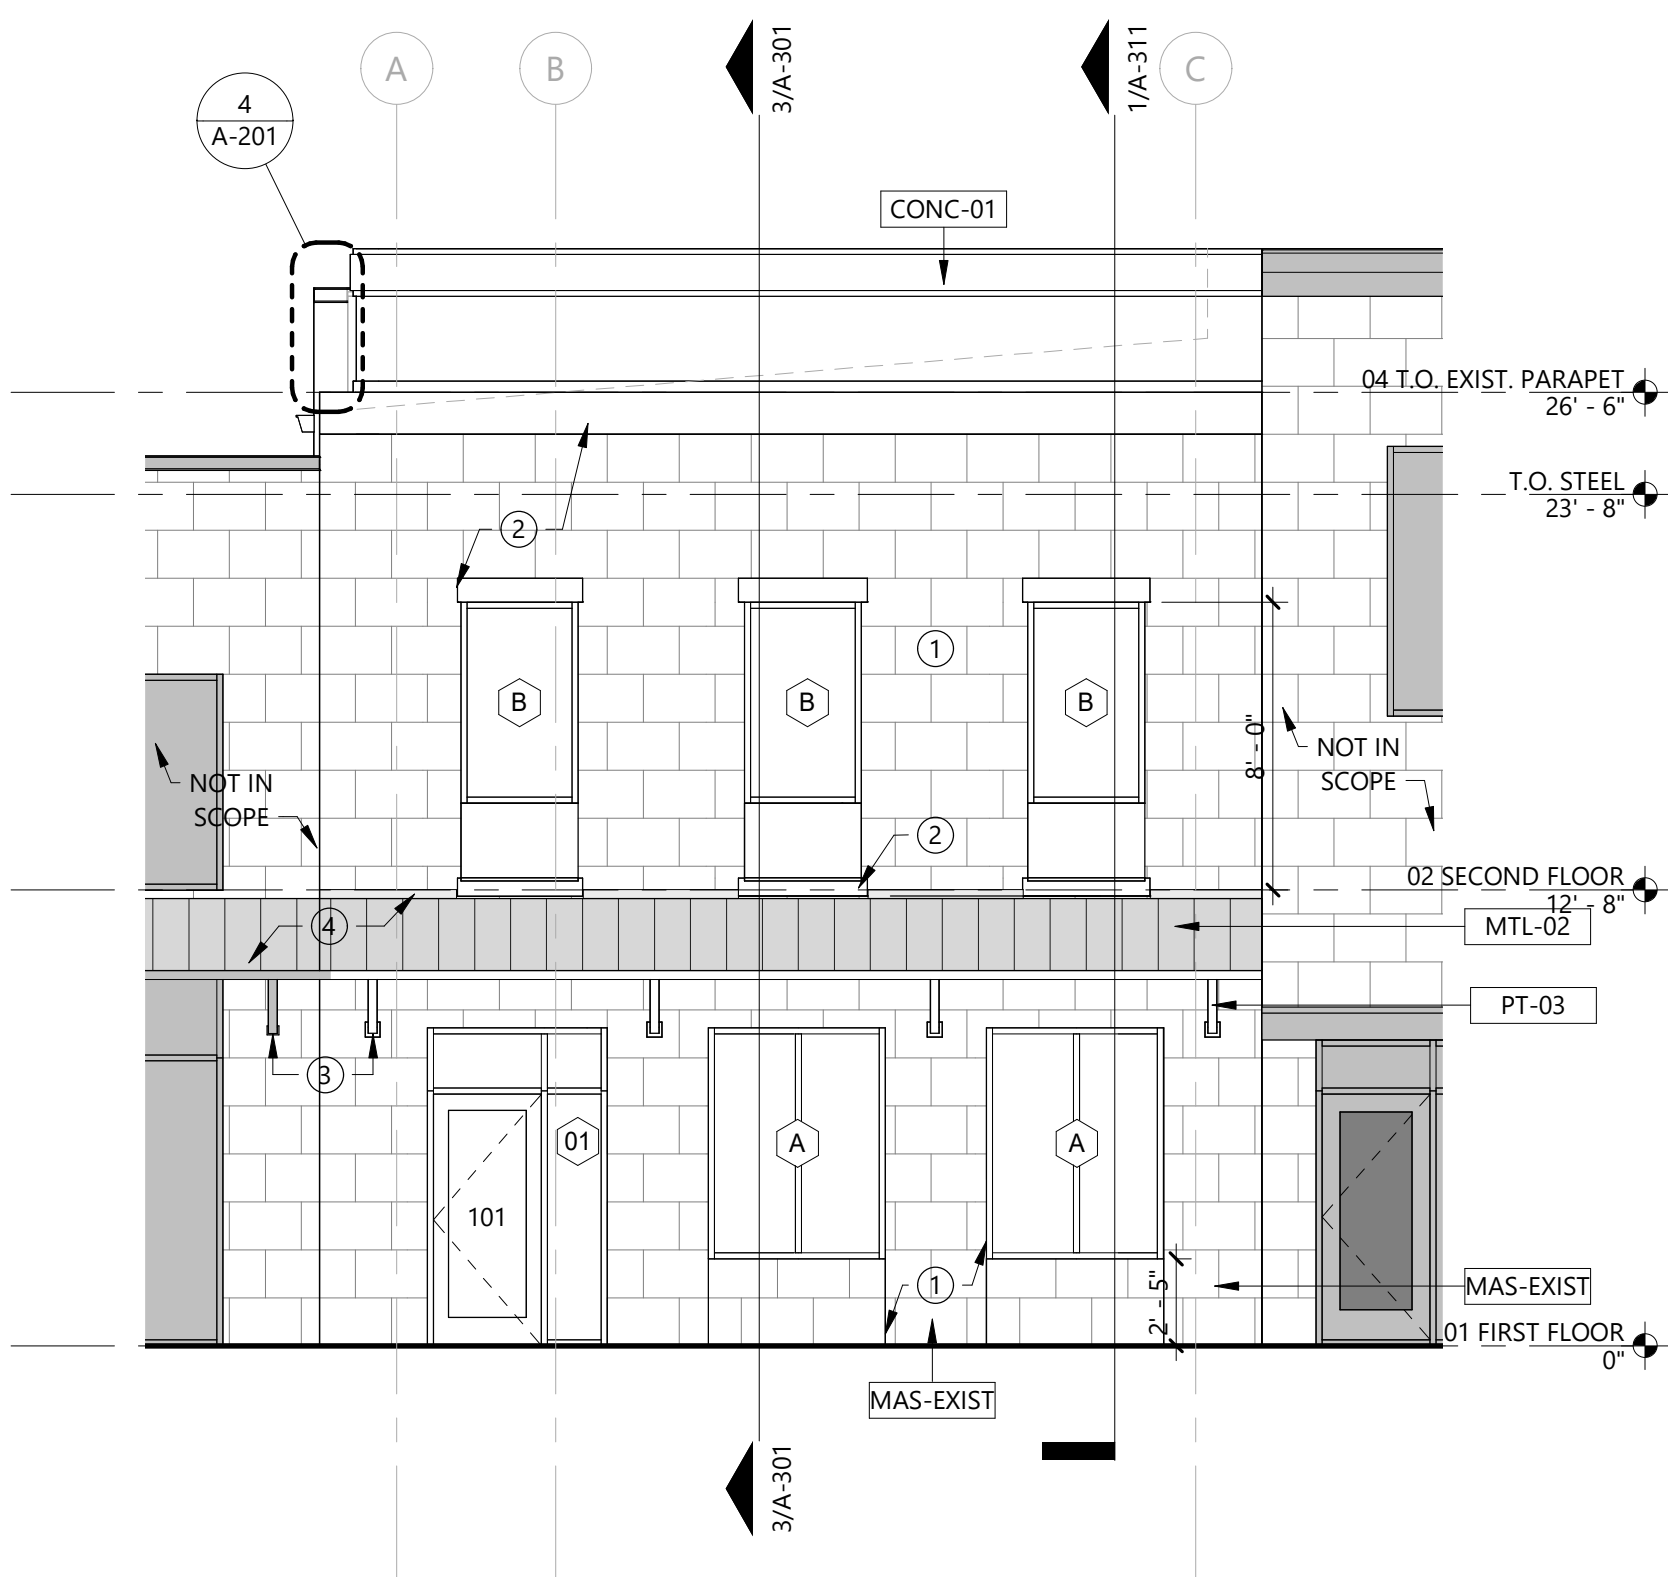 3/A-301
1/A-311
A
B
C
4
A-201
CONC-01
04 T.O. EXIST. PARAPET
26' - 6"
T.O. STEEL
23' - 8"
2
1
B
B
B
8' - 0"
NOT IN
SCOPE
NOT IN
SCOPE
2
02 SECOND FLOOR
12' - 8"
4
MTL-02
PT-03
3
01
A
A
101
1
2' - 5"
MAS-EXIST
01 FIRST FLOOR
0"
MAS-EXIST
3/A-301